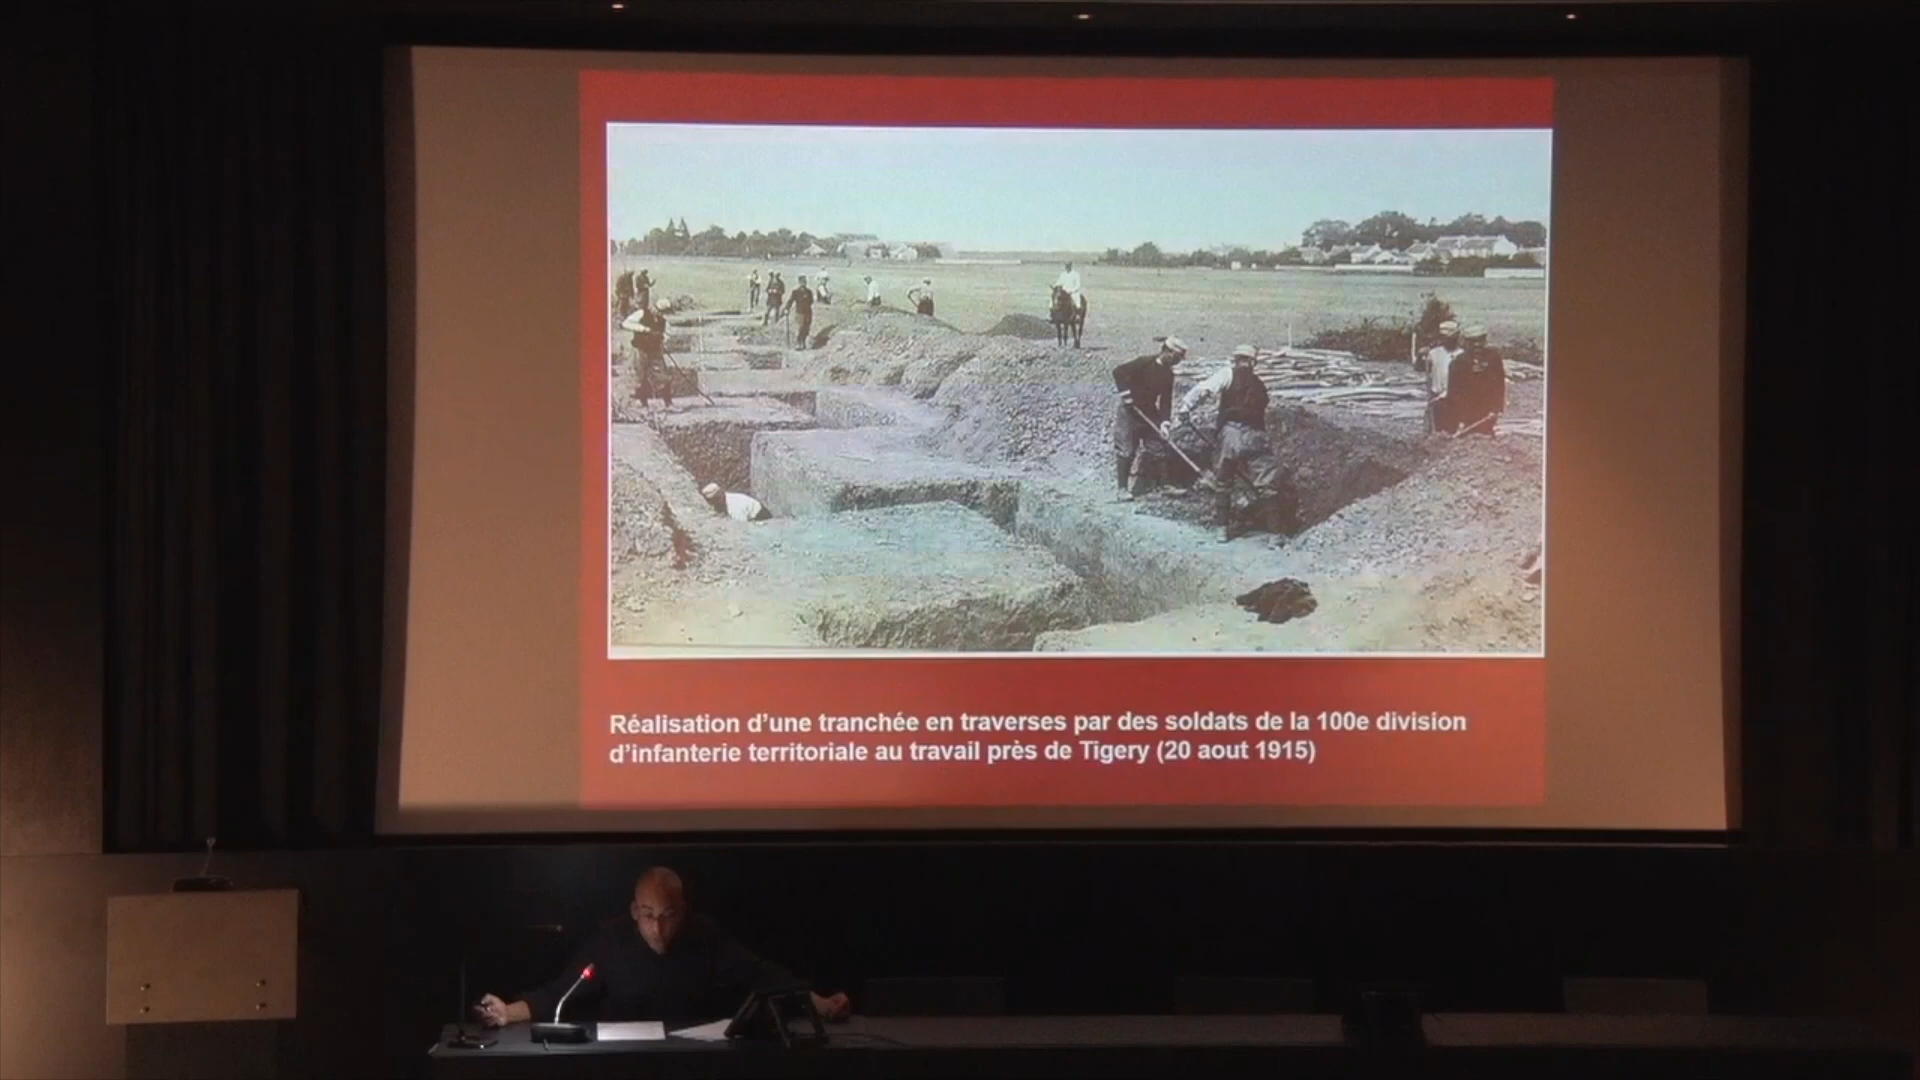 Réalisation d’une tranchée en traverses par des soldats de la 100e division
d’infanterie territoriale au travail près de Tigery (20 aout 1915)